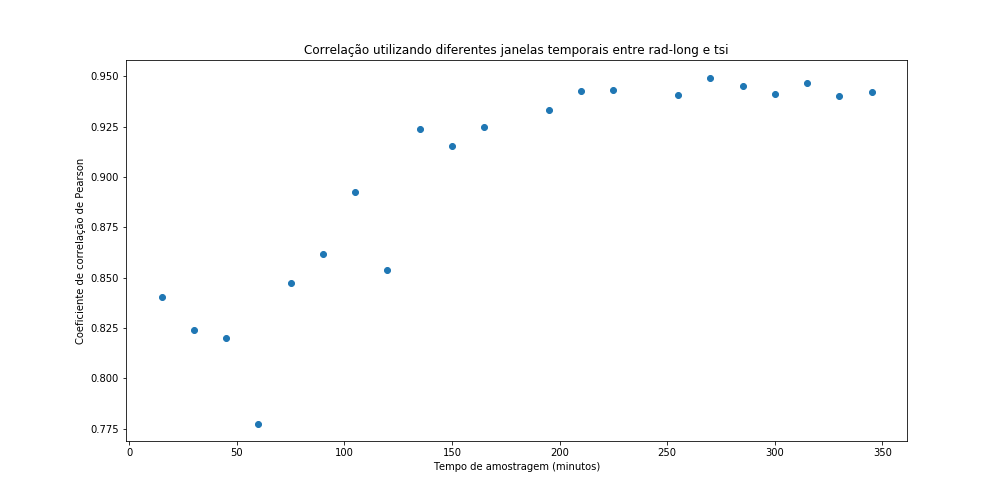 Correlação utilizando diferentes janelas temporais entre rad-long e tsi
Coeficiente de correlação de Pearson
0.950
0.925
0.900
0.875
0.850
0.825
0.800
0.775
0 50 100 150 200 250 300 350
Tempo de amostragem (minutos)